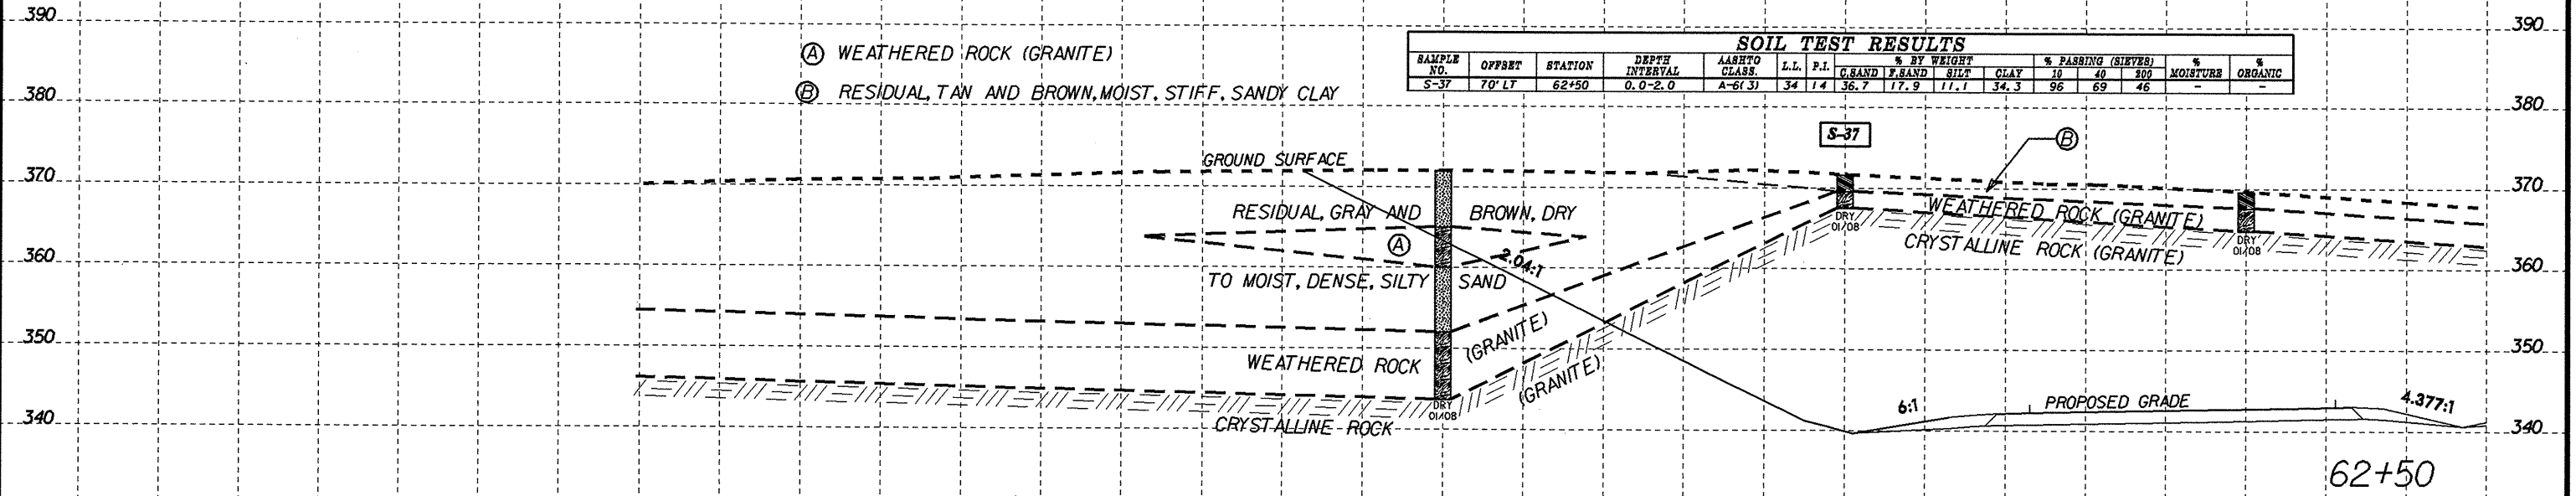 390 390
Ⓐ WEATHERED ROCK (GRANITE)
Ⓑ RESIDUAL, TAN AND BROWN, MOIST, STIFF, SANDY CLAY
SOIL TEST RESULTS
SAMPLE NO. OFFSET STATION DEPTH INTERVAL AASHTO CLASS. L.L. P.I. % BY WEIGHT % PASSING (SIEVES) % MOISTURE % ORGANIC
C.SAND F.SAND SILT CLAY 10 40 200
S-37 70' LT 62+50 0.0-2.0 A-6(3) 34 14 36.7 17.9 11.1 34.3 96 69 46 - -
380 380
S-37
Ⓑ
GROUND SURFACE
370 370
RESIDUAL, GRAY AND BROWN, DRY
WEATHERED ROCK (GRANITE)
DRY 01/08
Ⓐ
CRYSTALLINE ROCK (GRANITE)
DRY 01/08
2.04:1
360 360
TO MOIST, DENSE, SILTY SAND
350 350
WEATHERED ROCK (GRANITE)
(GRANITE)
DRY 01/08
CRYSTALLINE ROCK
6:1
PROPOSED GRADE
4.377:1
340 340
62+50